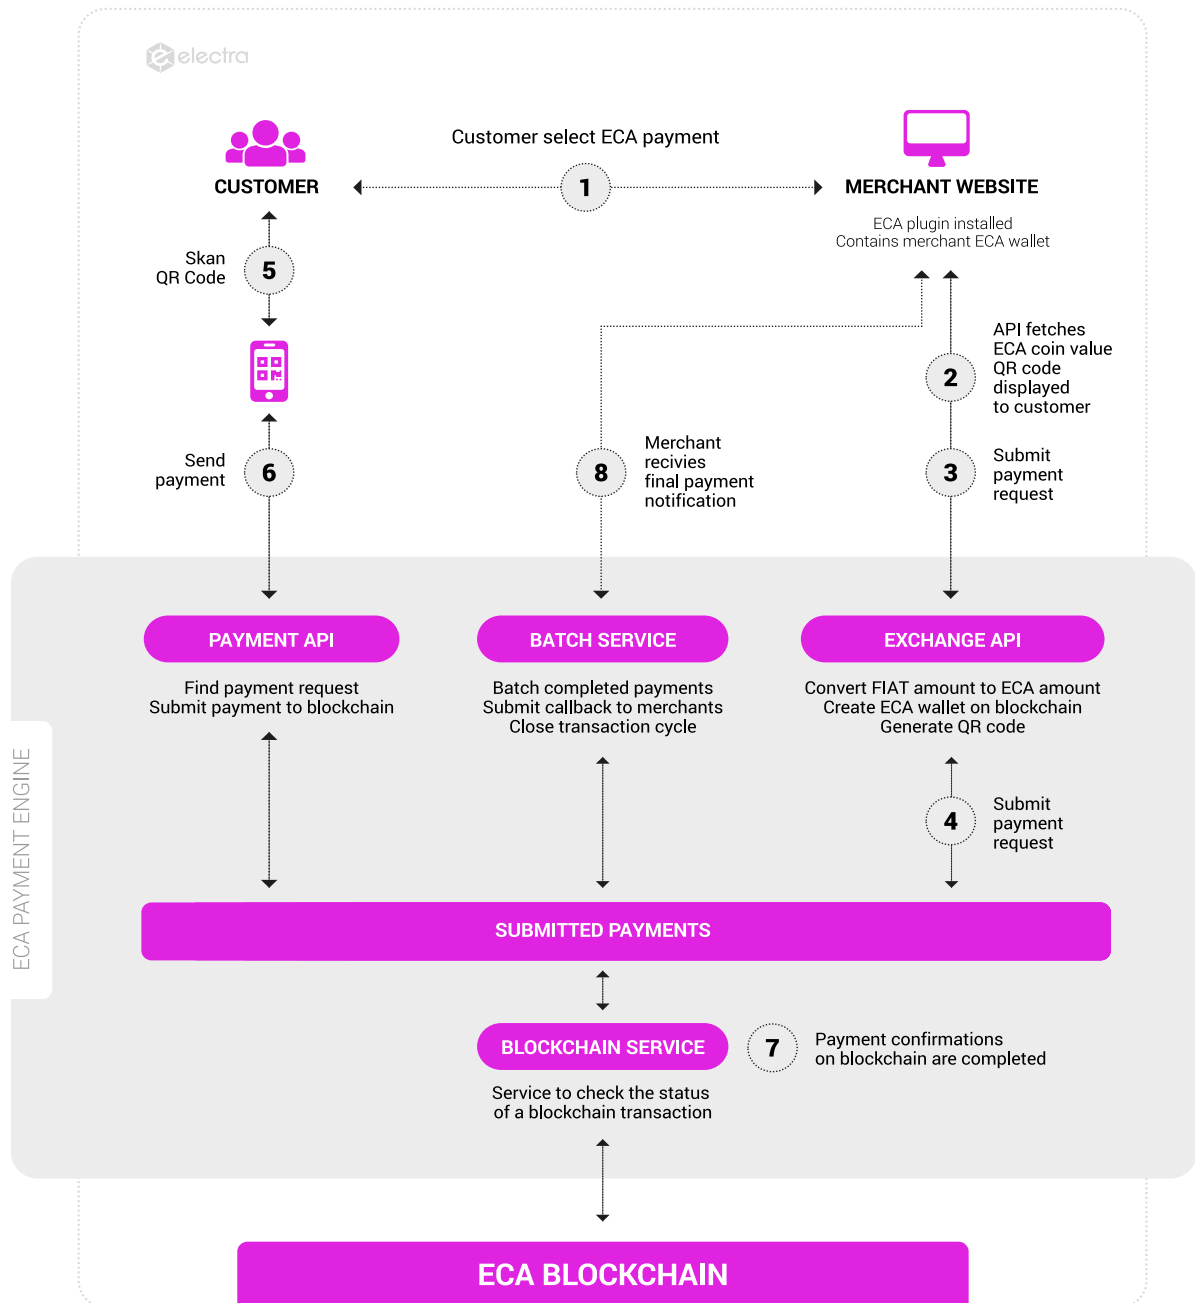 electra
Customer select ECA payment
1
CUSTOMER
MERCHANT WEBSITE
ECA plugin installed
Contains merchant ECA wallet
Skan
QR Code
5
API fetches
ECA coin value
QR code
displayed
to customer
2
Send
payment
6
8
Merchant
recivies
final payment
notification
3
Submit
payment
request
ECA PAYMENT ENGINE
PAYMENT API
Find payment request
Submit payment to blockchain
BATCH SERVICE
Batch completed payments
Submit callback to merchants
Close transaction cycle
EXCHANGE API
Convert FIAT amount to ECA amount
Create ECA wallet on blockchain
Generate QR code
4
Submit
payment
request
SUBMITTED PAYMENTS
BLOCKCHAIN SERVICE
7
Payment confirmations
on blockchain are completed
Service to check the status
of a blockchain transaction
ECA BLOCKCHAIN